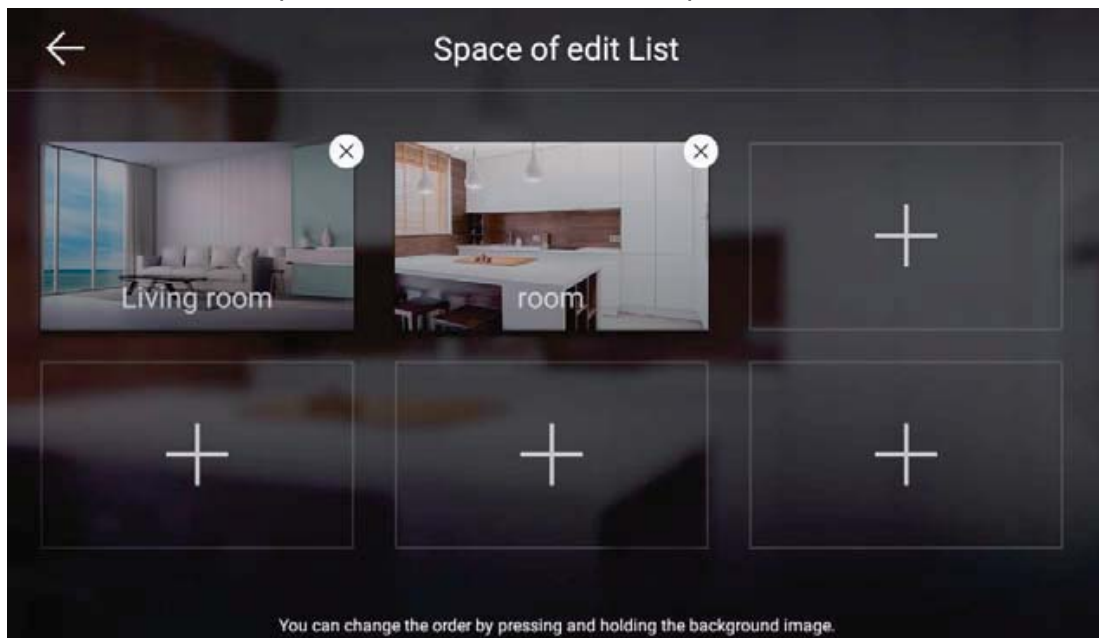 Space of edit List
Living room
room
You can change the order by pressing and holding the background image.